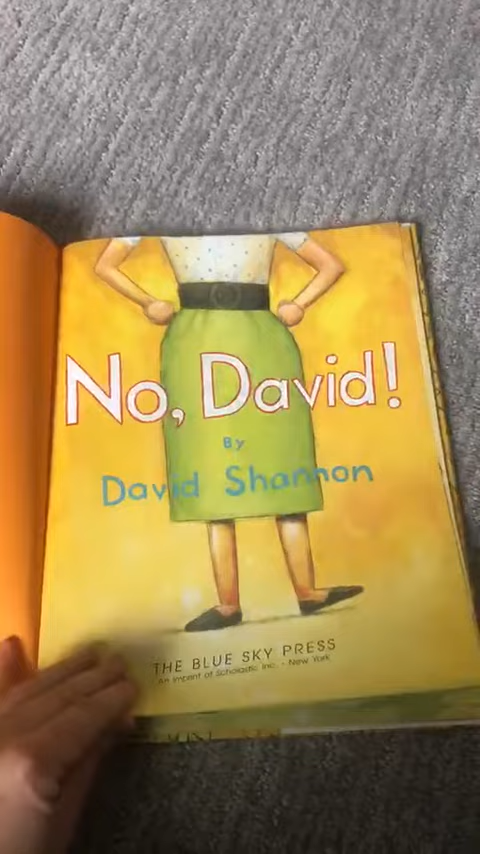 No, David!
By
David Shannon
THE BLUE SKY PRESS
An Imprint of Scholastic Inc. - New York